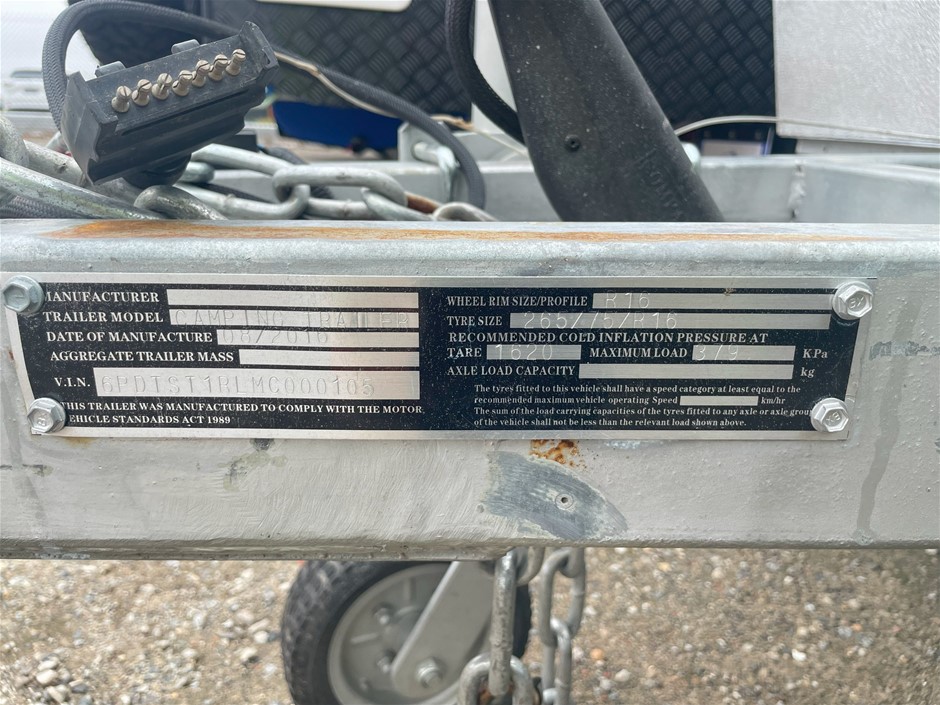 MANUFACTURER
TRAILER MODEL CAMPING TRAILER
DATE OF MANUFACTURE 08/2016
AGGREGATE TRAILER MASS
V.I.N. 6PDTST1RLMC000105
THIS TRAILER WAS MANUFACTURED TO COMPLY WITH THE MOTOR
VEHICLE STANDARDS ACT 1989
WHEEL RIM SIZE/PROFILE R16
TYRE SIZE 265/75/R16
RECOMMENDED COLD INFLATION PRESSURE AT
TARE 1620 MAXIMUM LOAD 379 KPa
AXLE LOAD CAPACITY kg
The tyres fitted to this vehicle shall have a speed category at least equal to the
recommended maximum vehicle operating Speed km/hr
The sum of the load carrying capacities of the tyres fitted to any axle or axle group
of the vehicle shall not be less than the relevant load shown above.